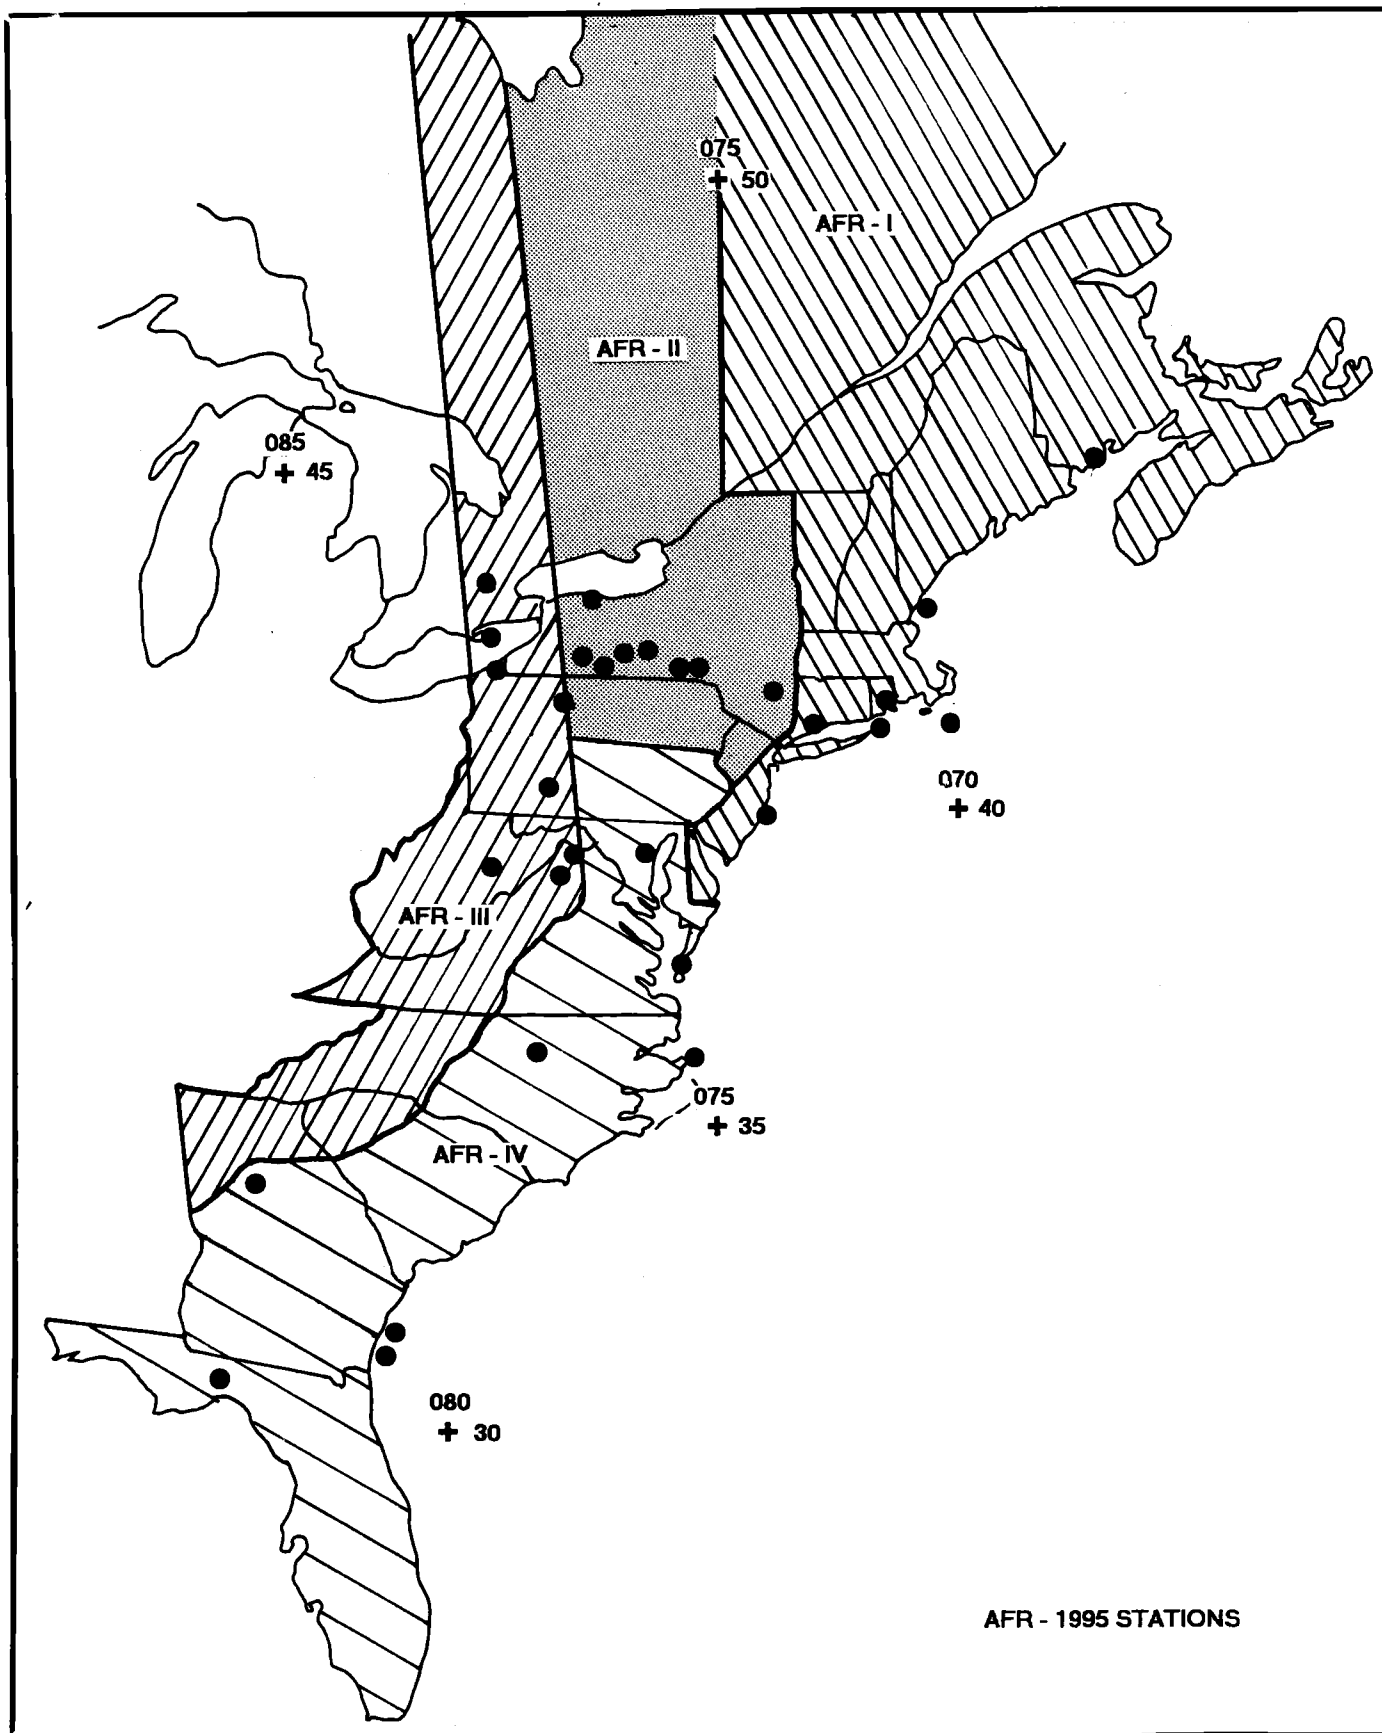 075
+ 50
AFR - I
AFR - II
085
+ 45
070
+ 40
AFR - III
075
+ 35
AFR - IV
080
+ 30
AFR - 1995 STATIONS